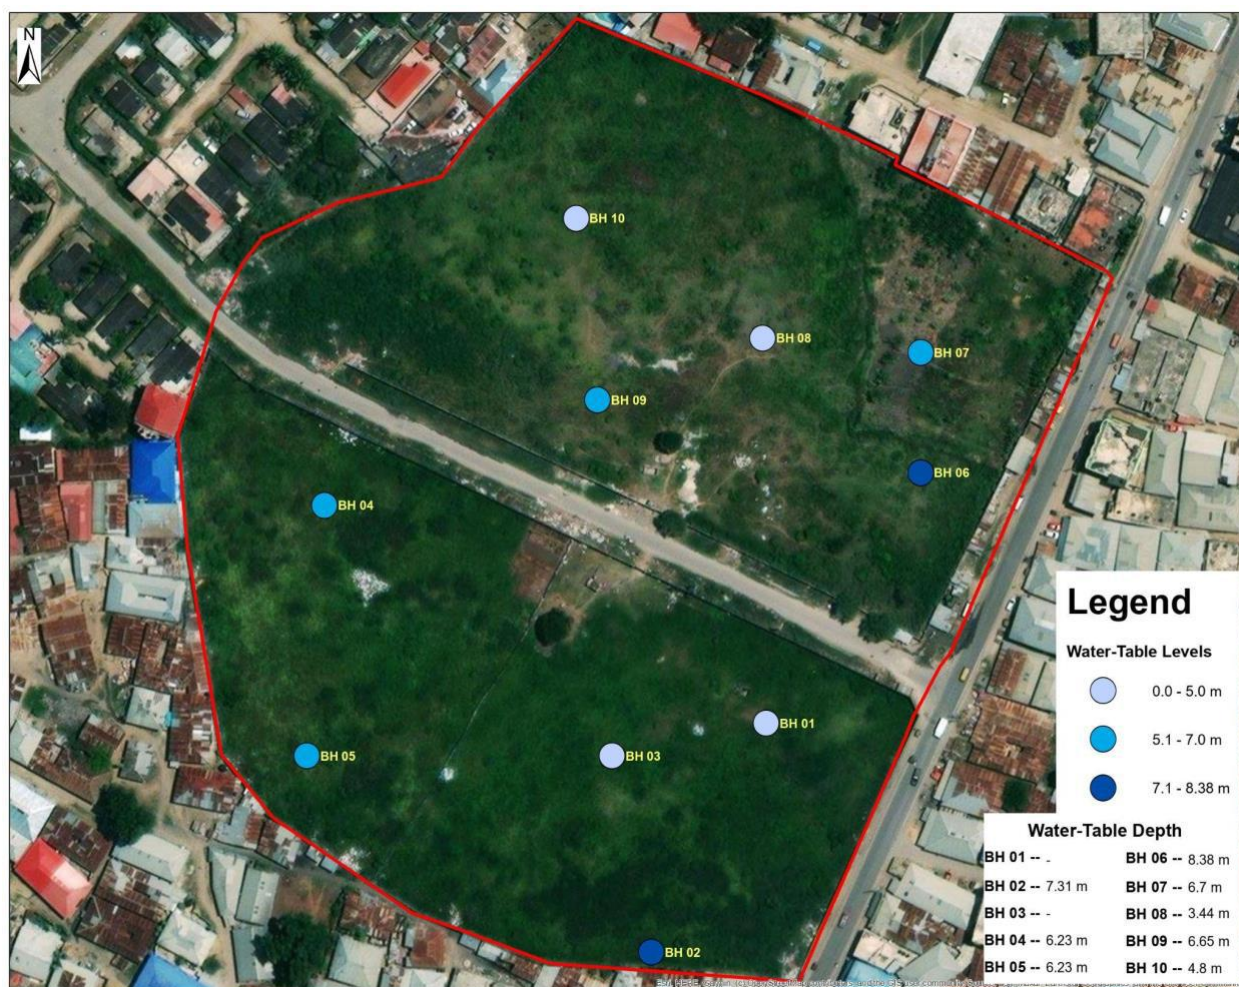 N
BH 10
BH 08
BH 07
BH 09
BH 06
BH 04
BH 01
BH 05
BH 03
BH 02
Legend
Water-Table Levels
0.0 - 5.0 m
5.1 - 7.0 m
7.1 - 8.38 m
Water-Table Depth
BH 01 -- -
BH 06 -- 8.38 m
BH 02 -- 7.31 m
BH 07 -- 6.7 m
BH 03 -- -
BH 08 -- 3.44 m
BH 04 -- 6.23 m
BH 09 -- 6.65 m
BH 05 -- 6.23 m
BH 10 -- 4.8 m